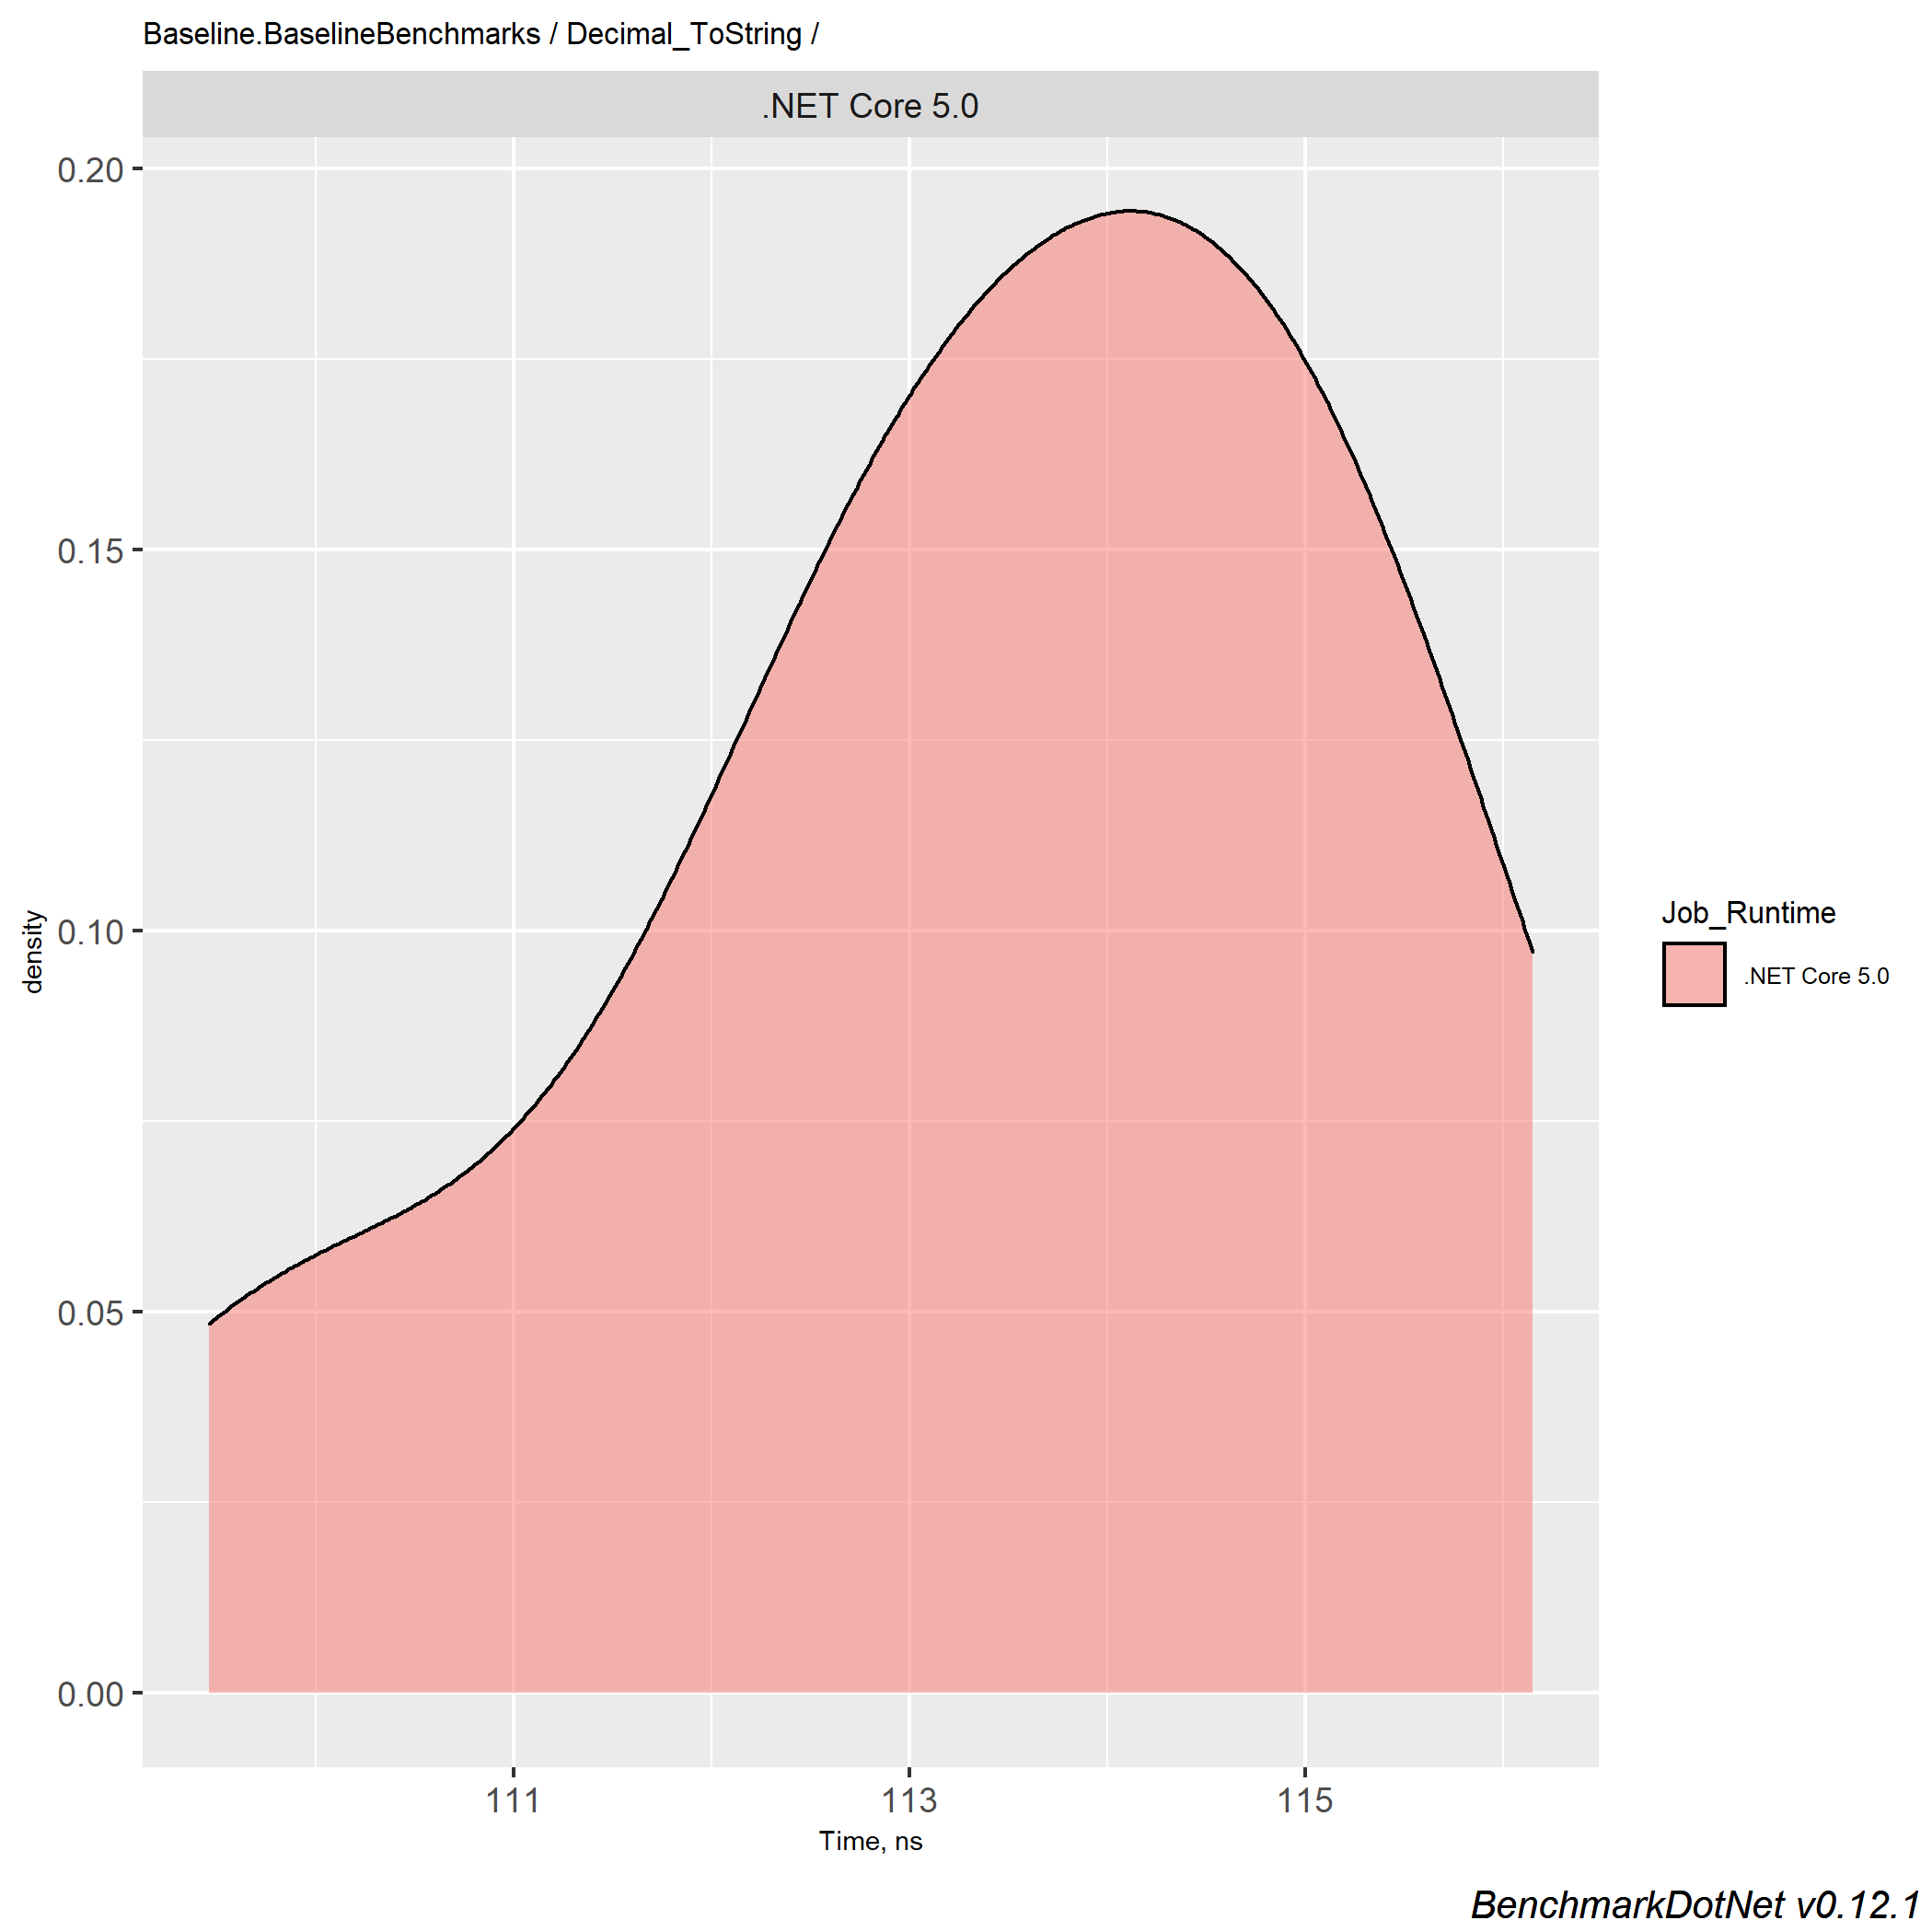 Baseline.BaselineBenchmarks / Decimal_ToString /
.NET Core 5.0
0.20
0.15
0.10
0.05
0.00
density
111 113 115
Time, ns
Job_Runtime
.NET Core 5.0
BenchmarkDotNet v0.12.1